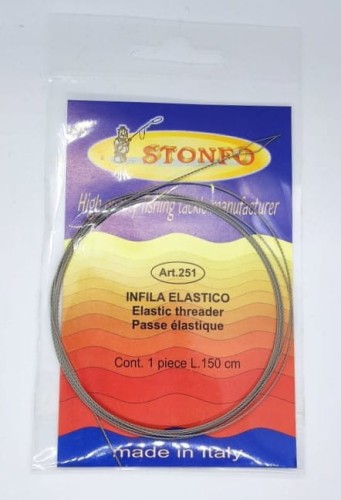 STONFO
High quality fishing tackle manufacturer
Art.251
INFILA ELASTICO
Elastic threader
Passe élastique
Cont. 1 piece L.150 cm
made in Italy